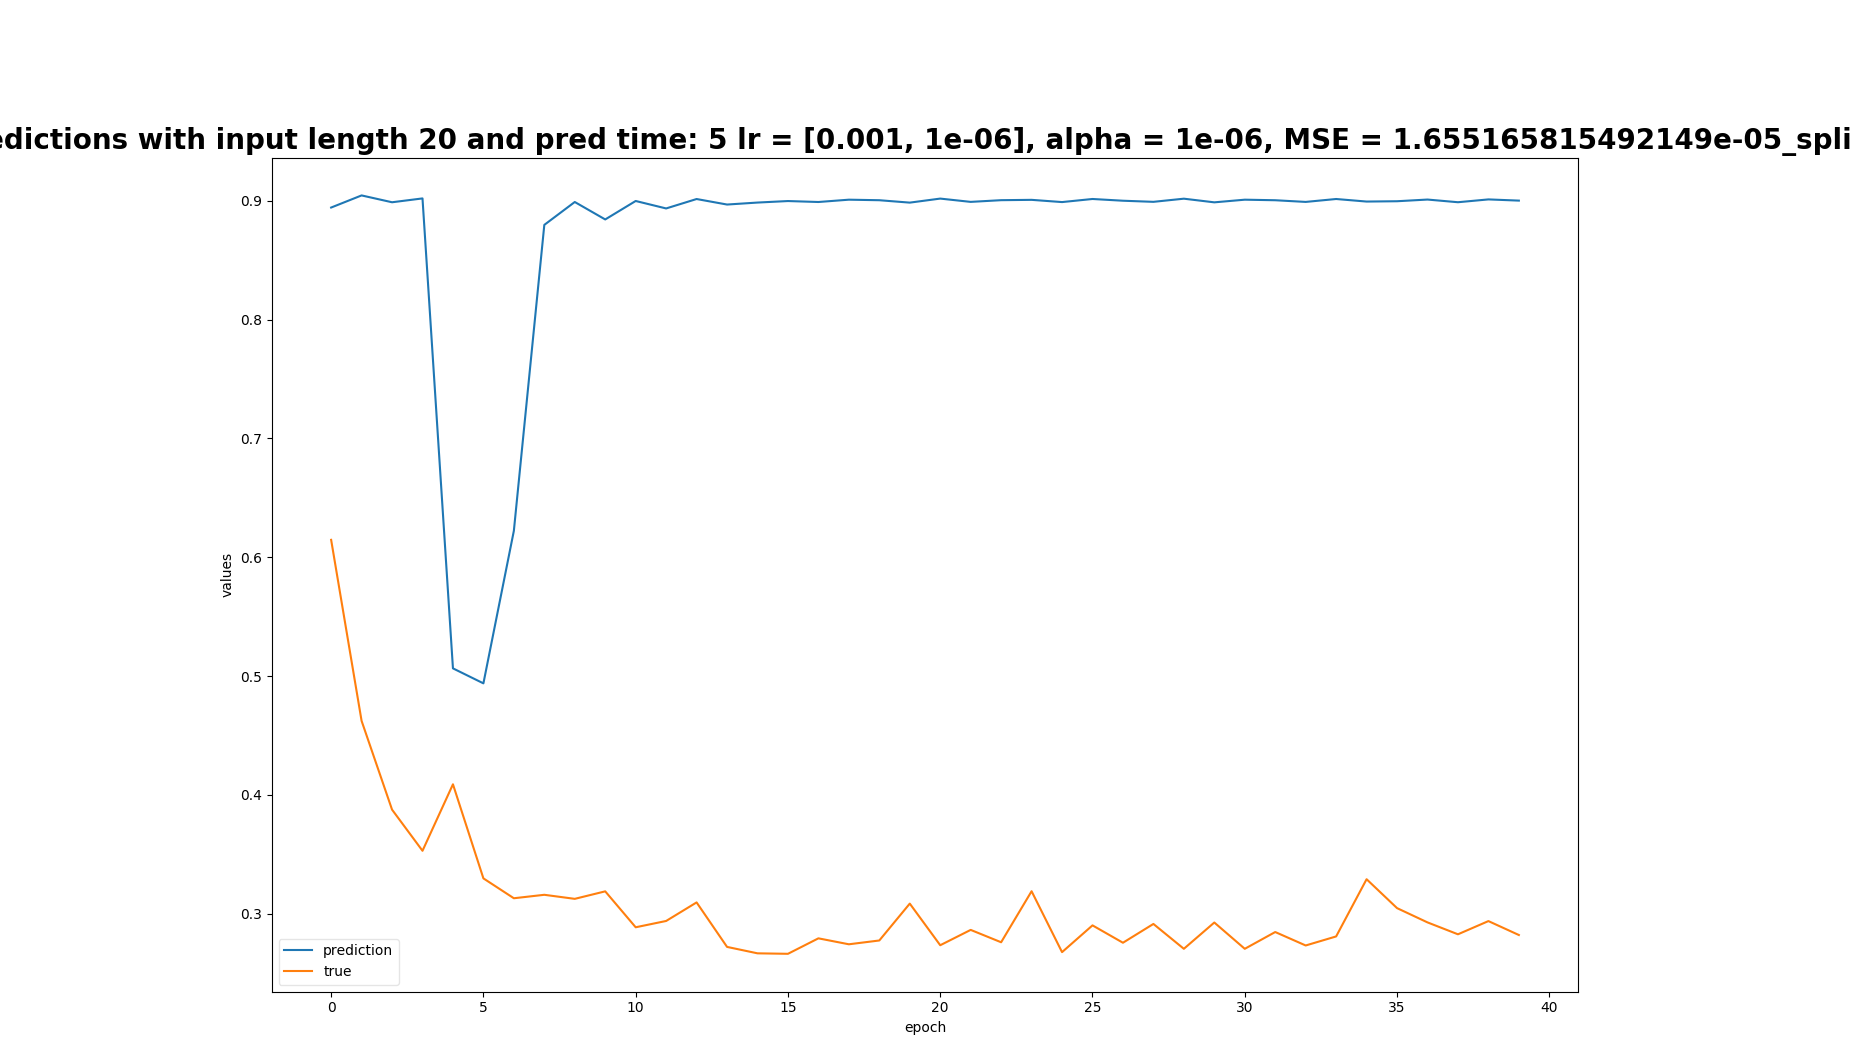 edictions with input length 20 and pred time: 5 lr = [0.001, 1e-06], alpha = 1e-06, MSE = 1.655165815492149e-05_spli
0.9
0.8
0.7
0.6
0.5
0.4
0.3
values
prediction
true
0 5 10 15 20 25 30 35 40
epoch